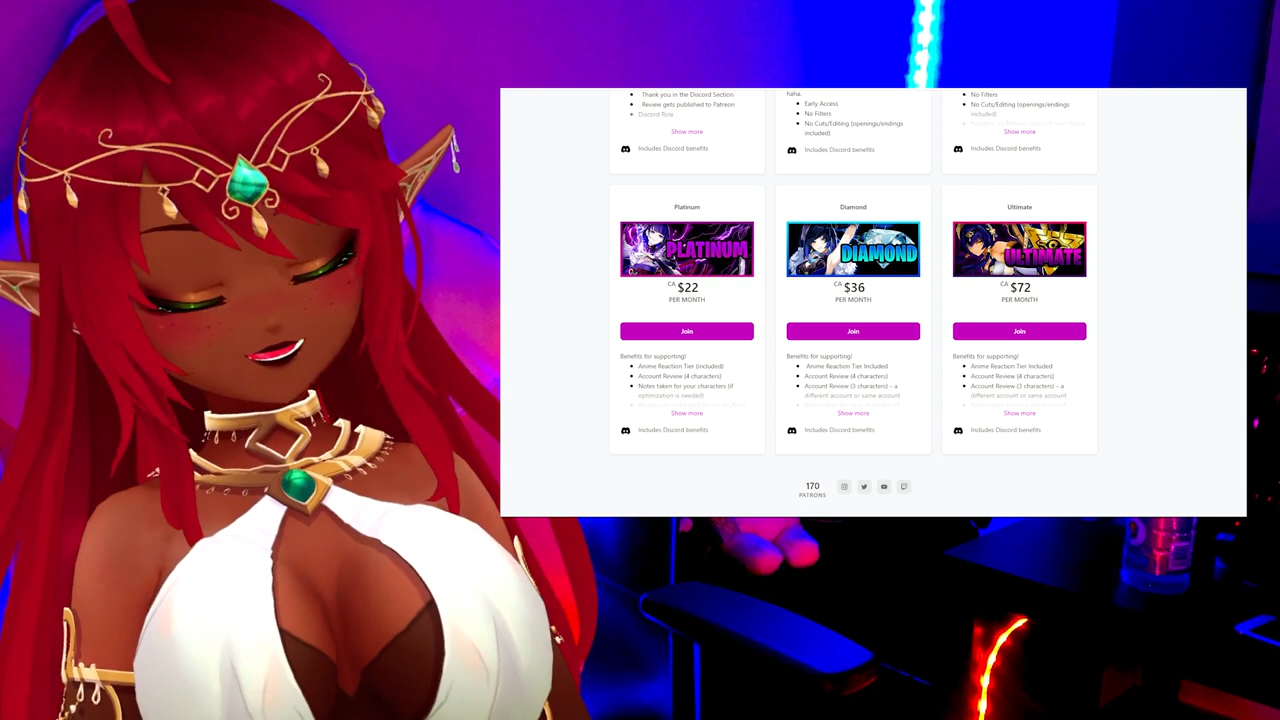 Thank you in the Discord Section
Review gets published to Patreon
Discord Role
Show more
Includes Discord benefits
haha.
Early Access
No Filters
No Cuts/Editing (openings/endings
included)
Includes Discord benefits
No Filters
No Cuts/Editing (openings/endings
included)
Show more
Includes Discord benefits
Platinum
PLATINUM
CA $22
PER MONTH
Join
Benefits for supporting!
Anime Reaction Tier (included)
Account Review (4 characters)
Notes taken for your characters (if
optimization is needed)
Show more
Includes Discord benefits
Diamond
DIAMOND
CA $36
PER MONTH
Join
Benefits for supporting!
Anime Reaction Tier Included
Account Review (4 characters)
Account Review (3 characters) – a
different account or same account
Show more
Includes Discord benefits
Ultimate
ULTIMATE
CA $72
PER MONTH
Join
Benefits for supporting!
Anime Reaction Tier Included
Account Review (4 characters)
Account Review (3 characters) – a
different account or same account
Show more
Includes Discord benefits
170
PATRONS